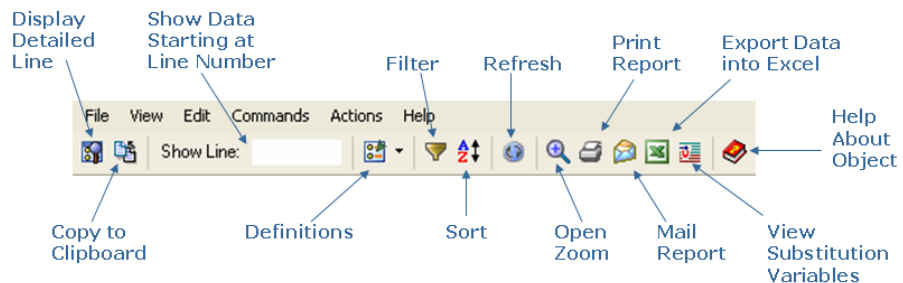 Display
Detailed
Line
Show Data
Starting at
Line Number
Filter
Refresh
Print
Report
Export Data
into Excel
File View Edit Commands Actions Help
Show Line:
Help
About
Object
Copy to
Clipboard
Definitions
Sort
Open
Zoom
Mail
Report
View
Substitution
Variables